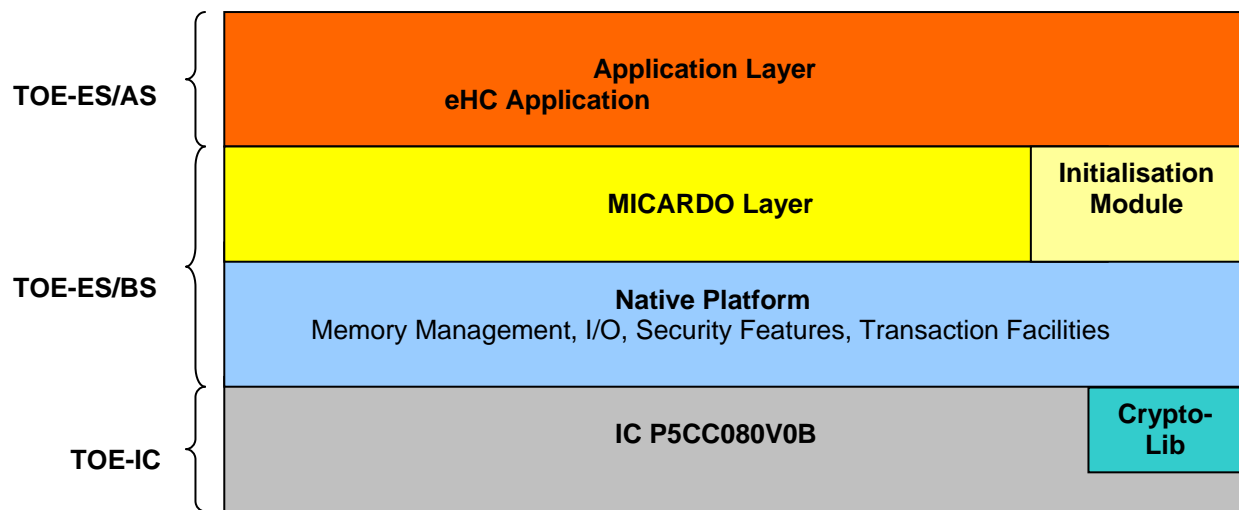 Application Layer
TOE-ES/AS
eHC Application
MICARDO Layer
Initialisation
Module
TOE-ES/BS
Native Platform
Memory Management, I/O, Security Features, Transaction Facilities
IC P5CC080V0B
Crypto-
Lib
TOE-IC